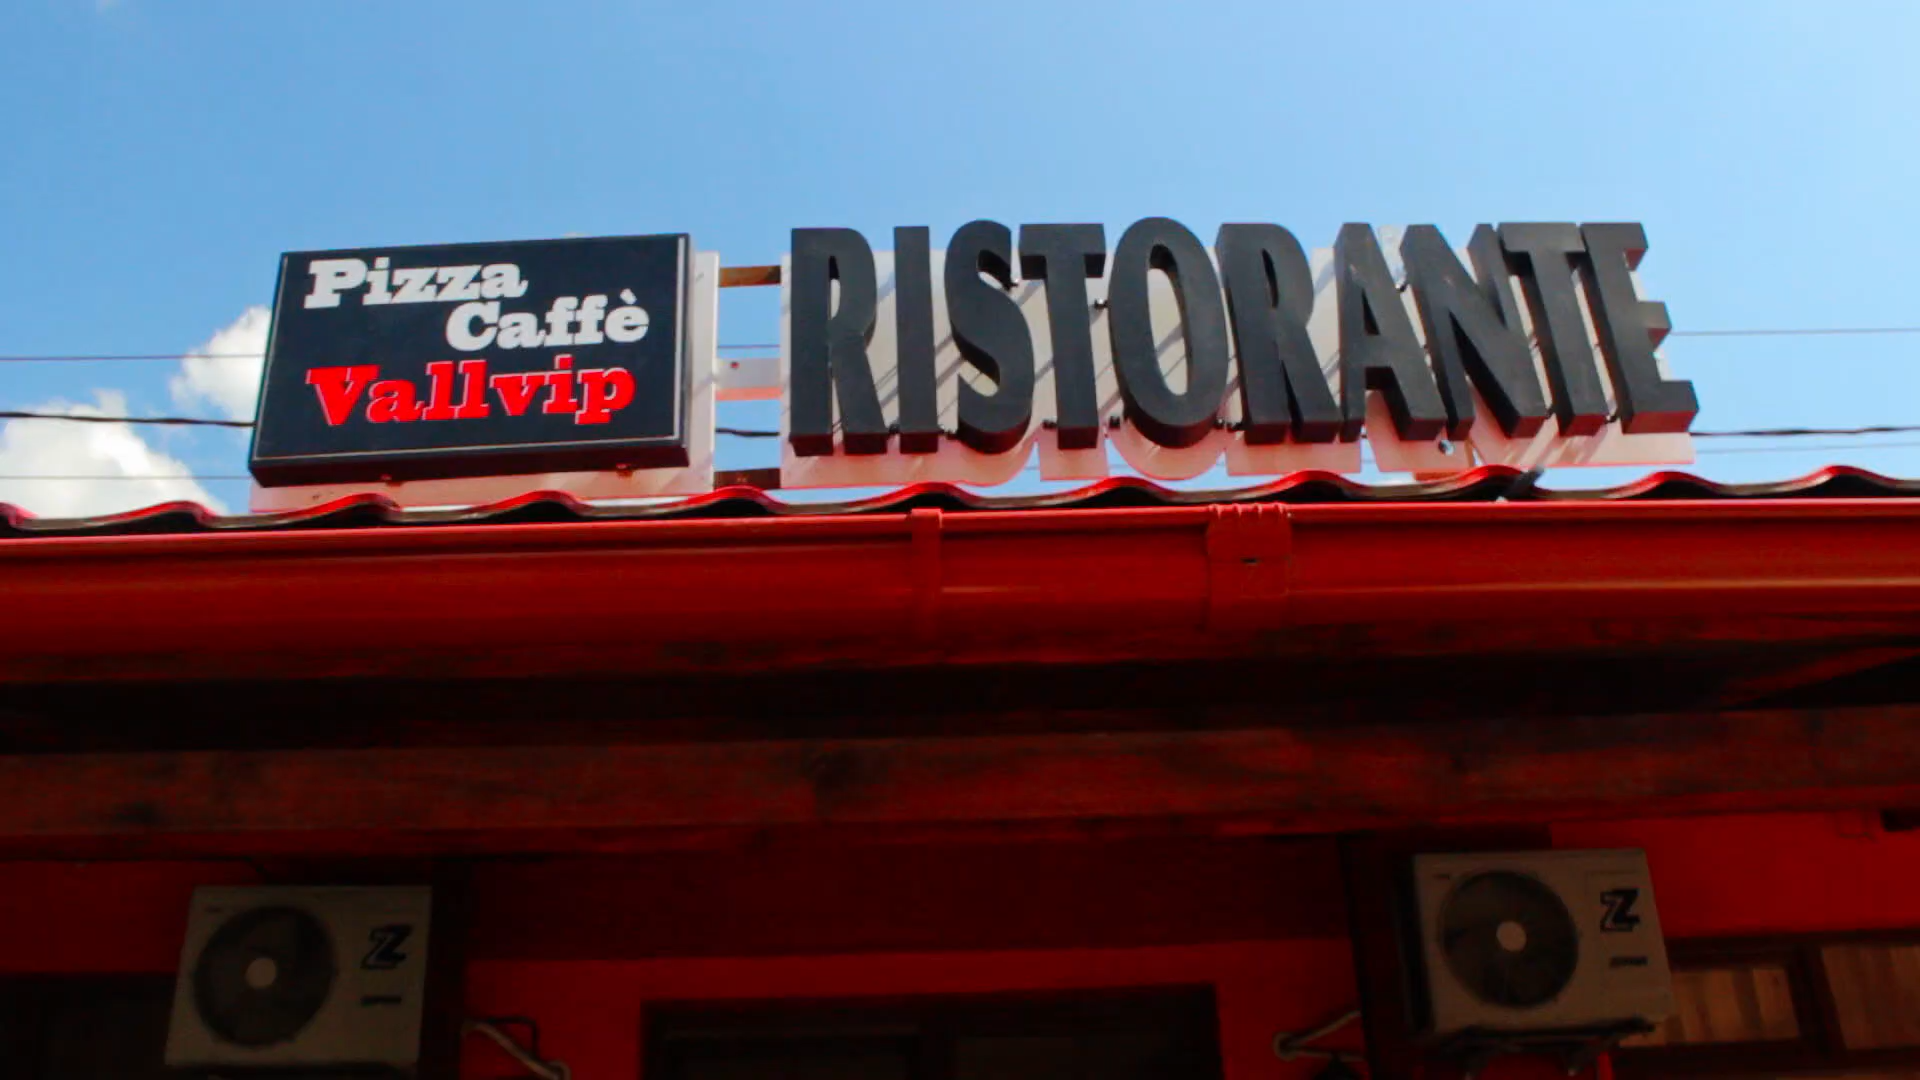 Pizza
Caffè
Vallvip
RISTORANTE
Z
Z